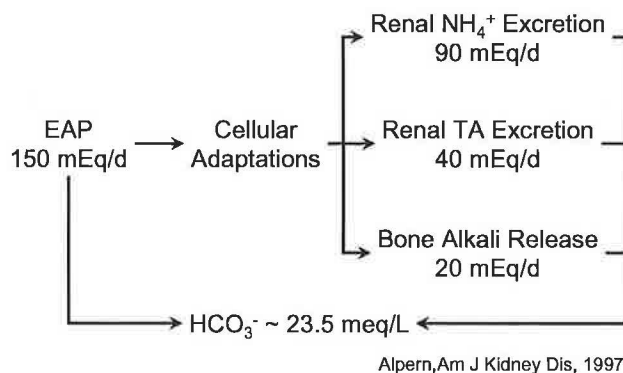 Renal NH₄⁺ Excretion
90 mEq/d
EAP
150 mEq/d
Cellular
Adaptations
Renal TA Excretion
40 mEq/d
Bone Alkali Release
20 mEq/d
HCO₃⁻ ~ 23.5 meq/L
Alpern,Am J Kidney Dis, 1997